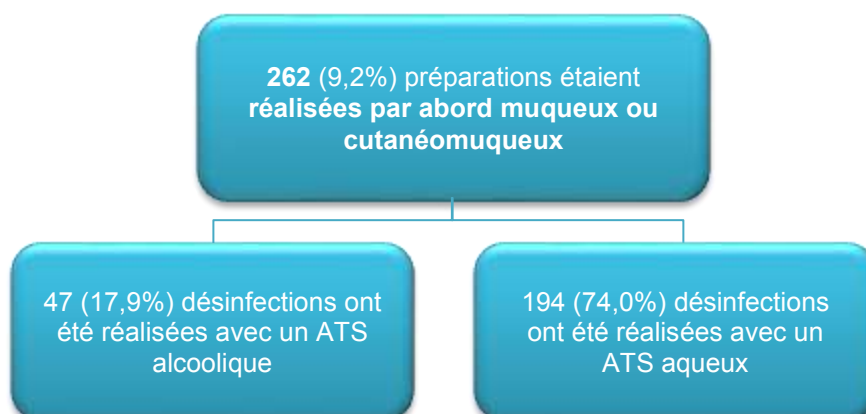 262 (9,2%) préparations étaient
réalisées par abord muqueux ou
cutanéomuqueux
47 (17,9%) désinfections ont
été réalisées avec un ATS
alcoolique
194 (74,0%) désinfections
ont été réalisées avec un
ATS aqueux